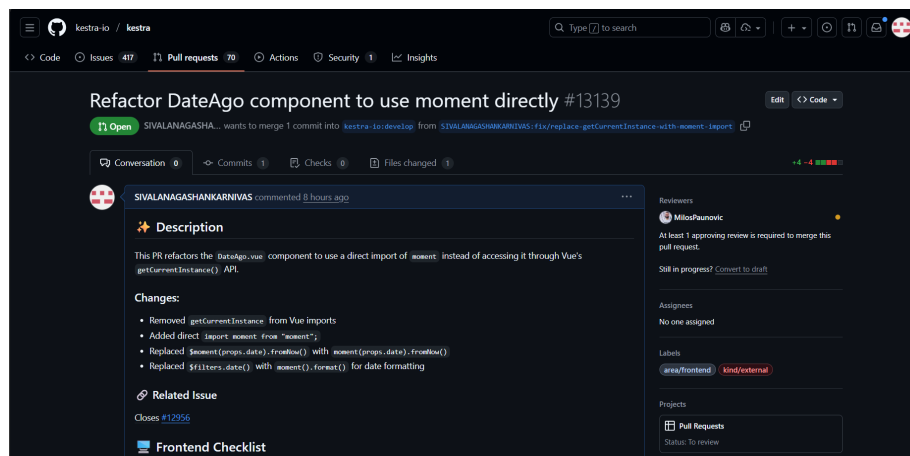 kestra-io / kestra
Type / to search
Code
Issues 417
Pull requests 70
Actions
Security 1
Insights
Refactor DateAgo component to use moment directly #13139
Edit
Code
Open
SIVALANAGASHA... wants to merge 1 commit into kestra-io:develop from SIVALANAGASHANKARNIVAS:fix/replace-getCurrentInstance-with-moment-import
Conversation 0
Commits 1
Checks 0
Files changed 1
+4 −4
SIVALANAGASHANKARNIVAS commented 8 hours ago
Description
This PR refactors the DateAgo.vue component to use a direct import of moment instead of accessing it through Vue's
getCurrentInstance() API.
Changes:
Removed getCurrentInstance from Vue imports
Added direct import moment from "moment";
Replaced $moment(props.date).fromNow() with moment(props.date).fromNow()
Replaced $filters.date() with moment().format() for date formatting
Related Issue
Closes #12956
Frontend Checklist
Reviewers
MilosPaunovic
At least 1 approving review is required to merge this
pull request.
Still in progress? Convert to draft
Assignees
No one assigned
Labels
area/frontend
kind/external
Projects
Pull Requests
Status: To review